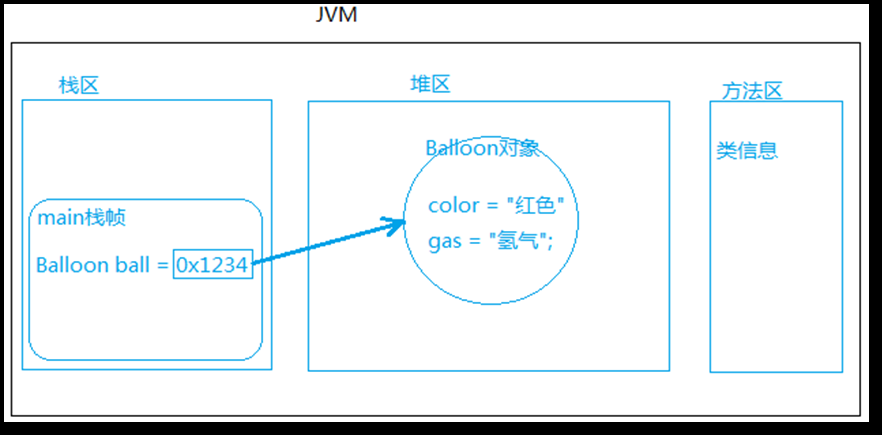 JVM
栈区
堆区
方法区
main栈帧
Balloon ball = 0x1234
Balloon对象
color = "红色"
gas = "氢气";
类信息